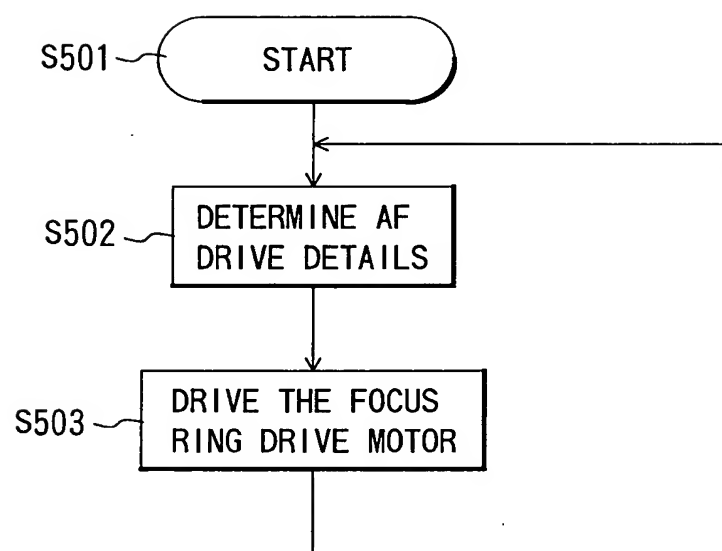 S501
START
S502
DETERMINE AF
DRIVE DETAILS
S503
DRIVE THE FOCUS
RING DRIVE MOTOR